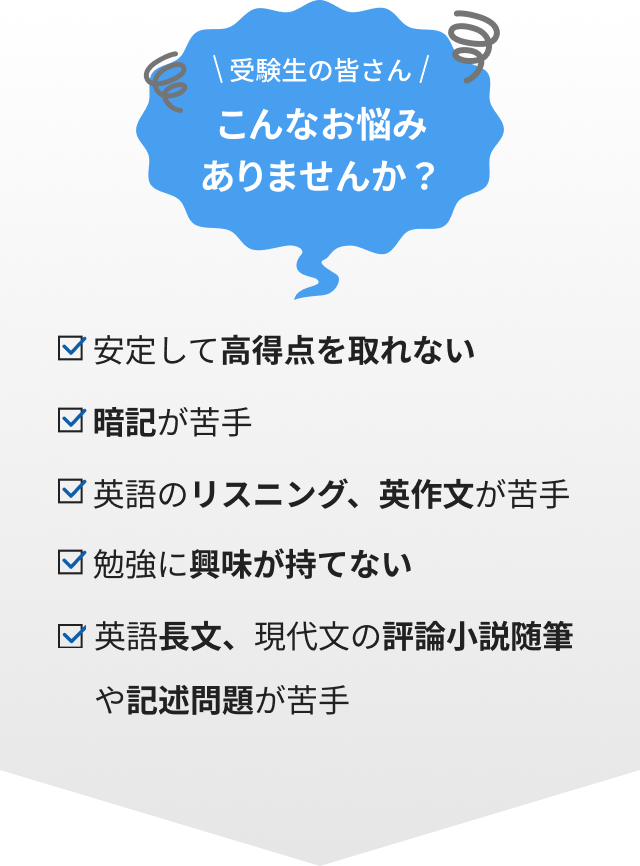 \ 受験生の皆さん /
こんなお悩み
ありませんか？
安定して高得点を取れない
暗記が苦手
英語のリスニング、英作文が苦手
勉強に興味が持てない
英語長文、現代文の評論小説随筆
や記述問題が苦手